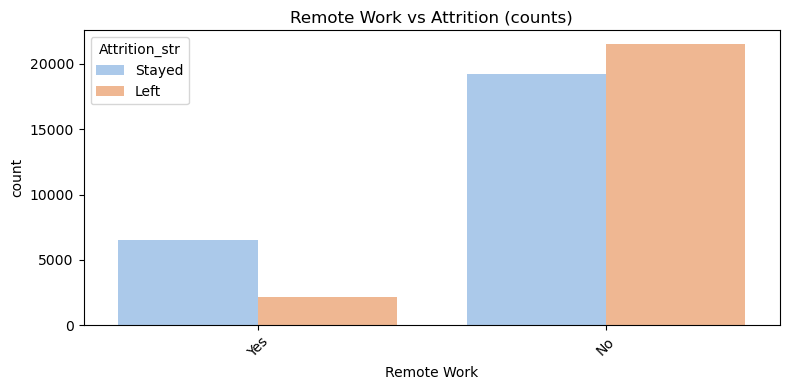 Remote Work vs Attrition (counts)
Attrition_str
Stayed
Left
20000
15000
10000
5000
0
count
Yes
No
Remote Work